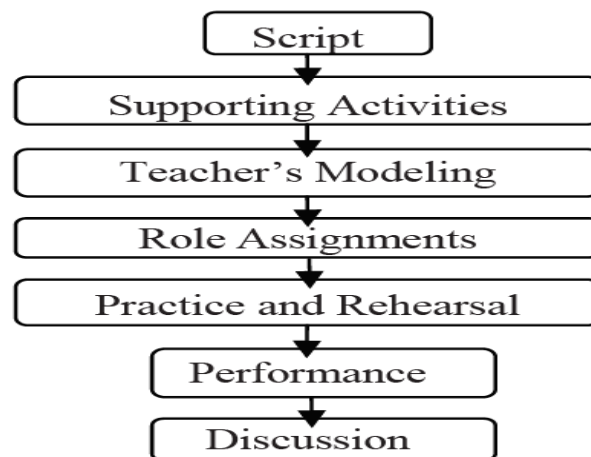 Script
Supporting Activities
Teacher’s Modeling
Role Assignments
Practice and Rehearsal
Performance
Discussion